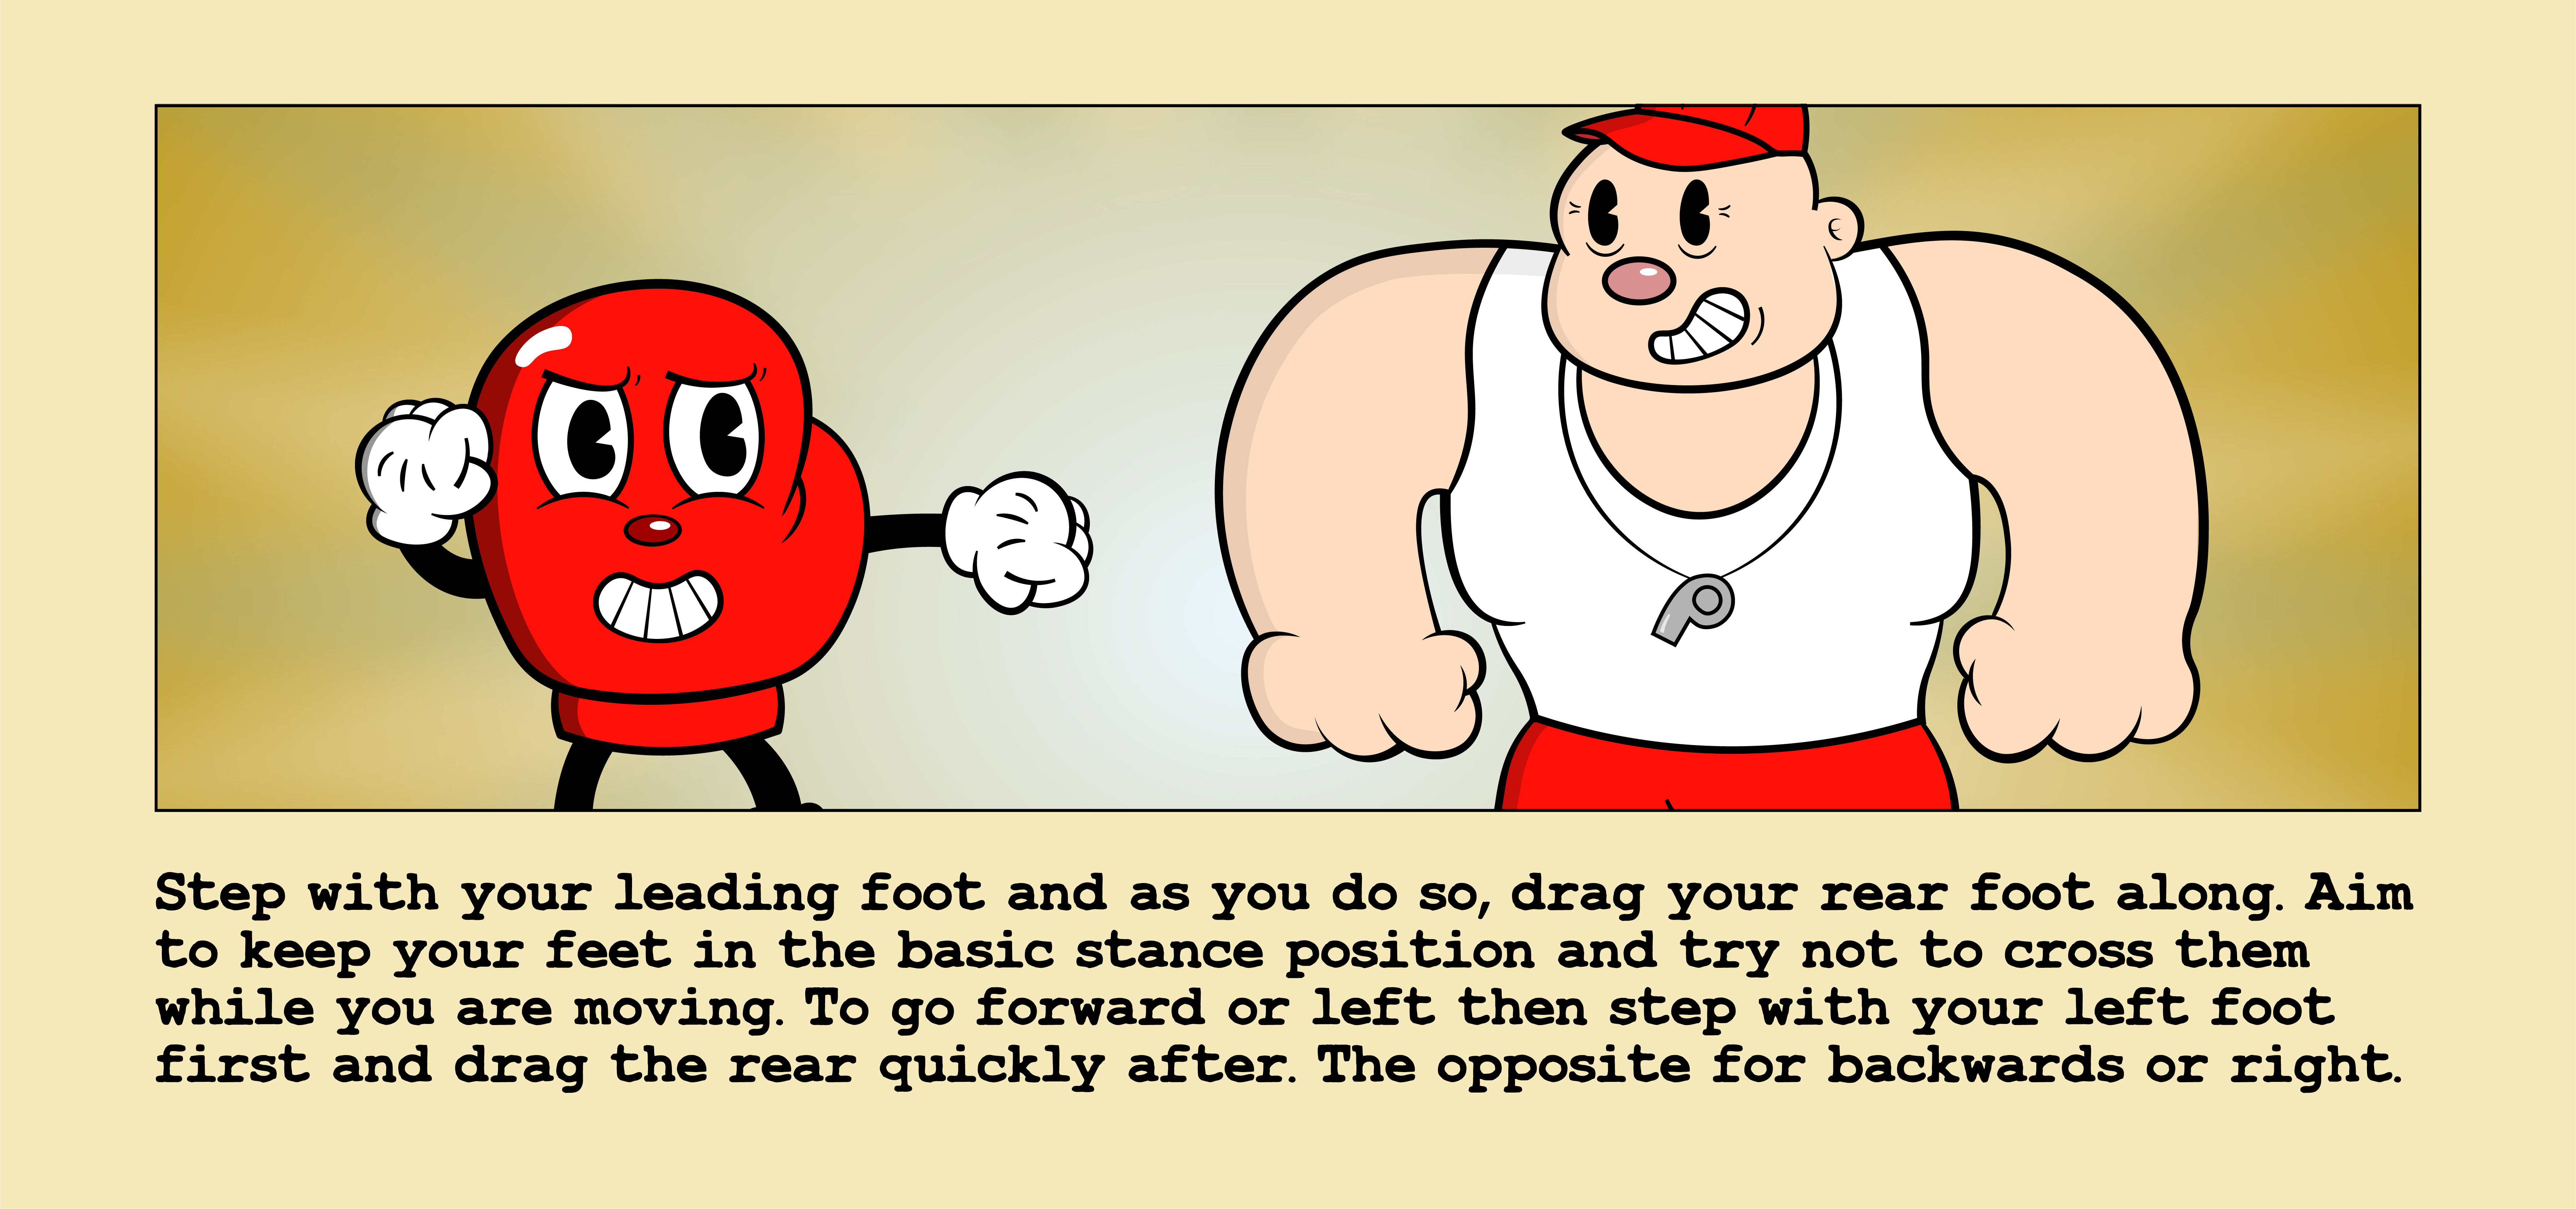 Step with your leading foot and as you do so, drag your rear foot along. Aim
to keep your feet in the basic stance position and try not to cross them
while you are moving. To go forward or left then step with your left foot
first and drag the rear quickly after. The opposite for backwards or right.